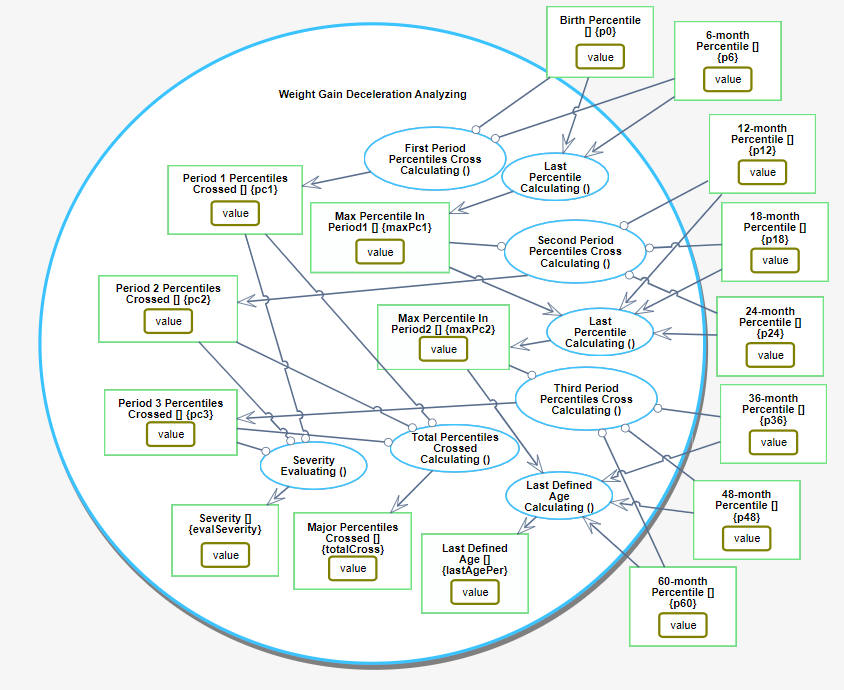 Birth Percentile
[] {p0}
value
6-month
Percentile []
{p6}
value
Weight Gain Deceleration Analyzing
12-month
Percentile []
{p12}
value
First Period
Percentiles Cross
Calculating ()
Last
Percentile
Calculating ()
Period 1 Percentiles
Crossed [] {pc1}
value
Max Percentile In
Period1 [] {maxPc1}
value
18-month
Percentile []
{p18}
value
Second Period
Percentiles Cross
Calculating ()
Period 2 Percentiles
Crossed [] {pc2}
value
Max Percentile In
Period2 [] {maxPc2}
value
Last
Percentile
Calculating ()
24-month
Percentile []
{p24}
value
Third Period
Percentiles Cross
Calculating ()
Period 3 Percentiles
Crossed [] {pc3}
value
36-month
Percentile []
{p36}
value
Total Percentiles
Crossed
Calculating ()
Severity
Evaluating ()
Last Defined
Age
Calculating ()
48-month
Percentile []
{p48}
value
Severity []
{evalSeverity}
value
Major Percentiles
Crossed []
{totalCross}
value
Last Defined
Age []
{lastAgePer}
value
60-month
Percentile []
{p60}
value